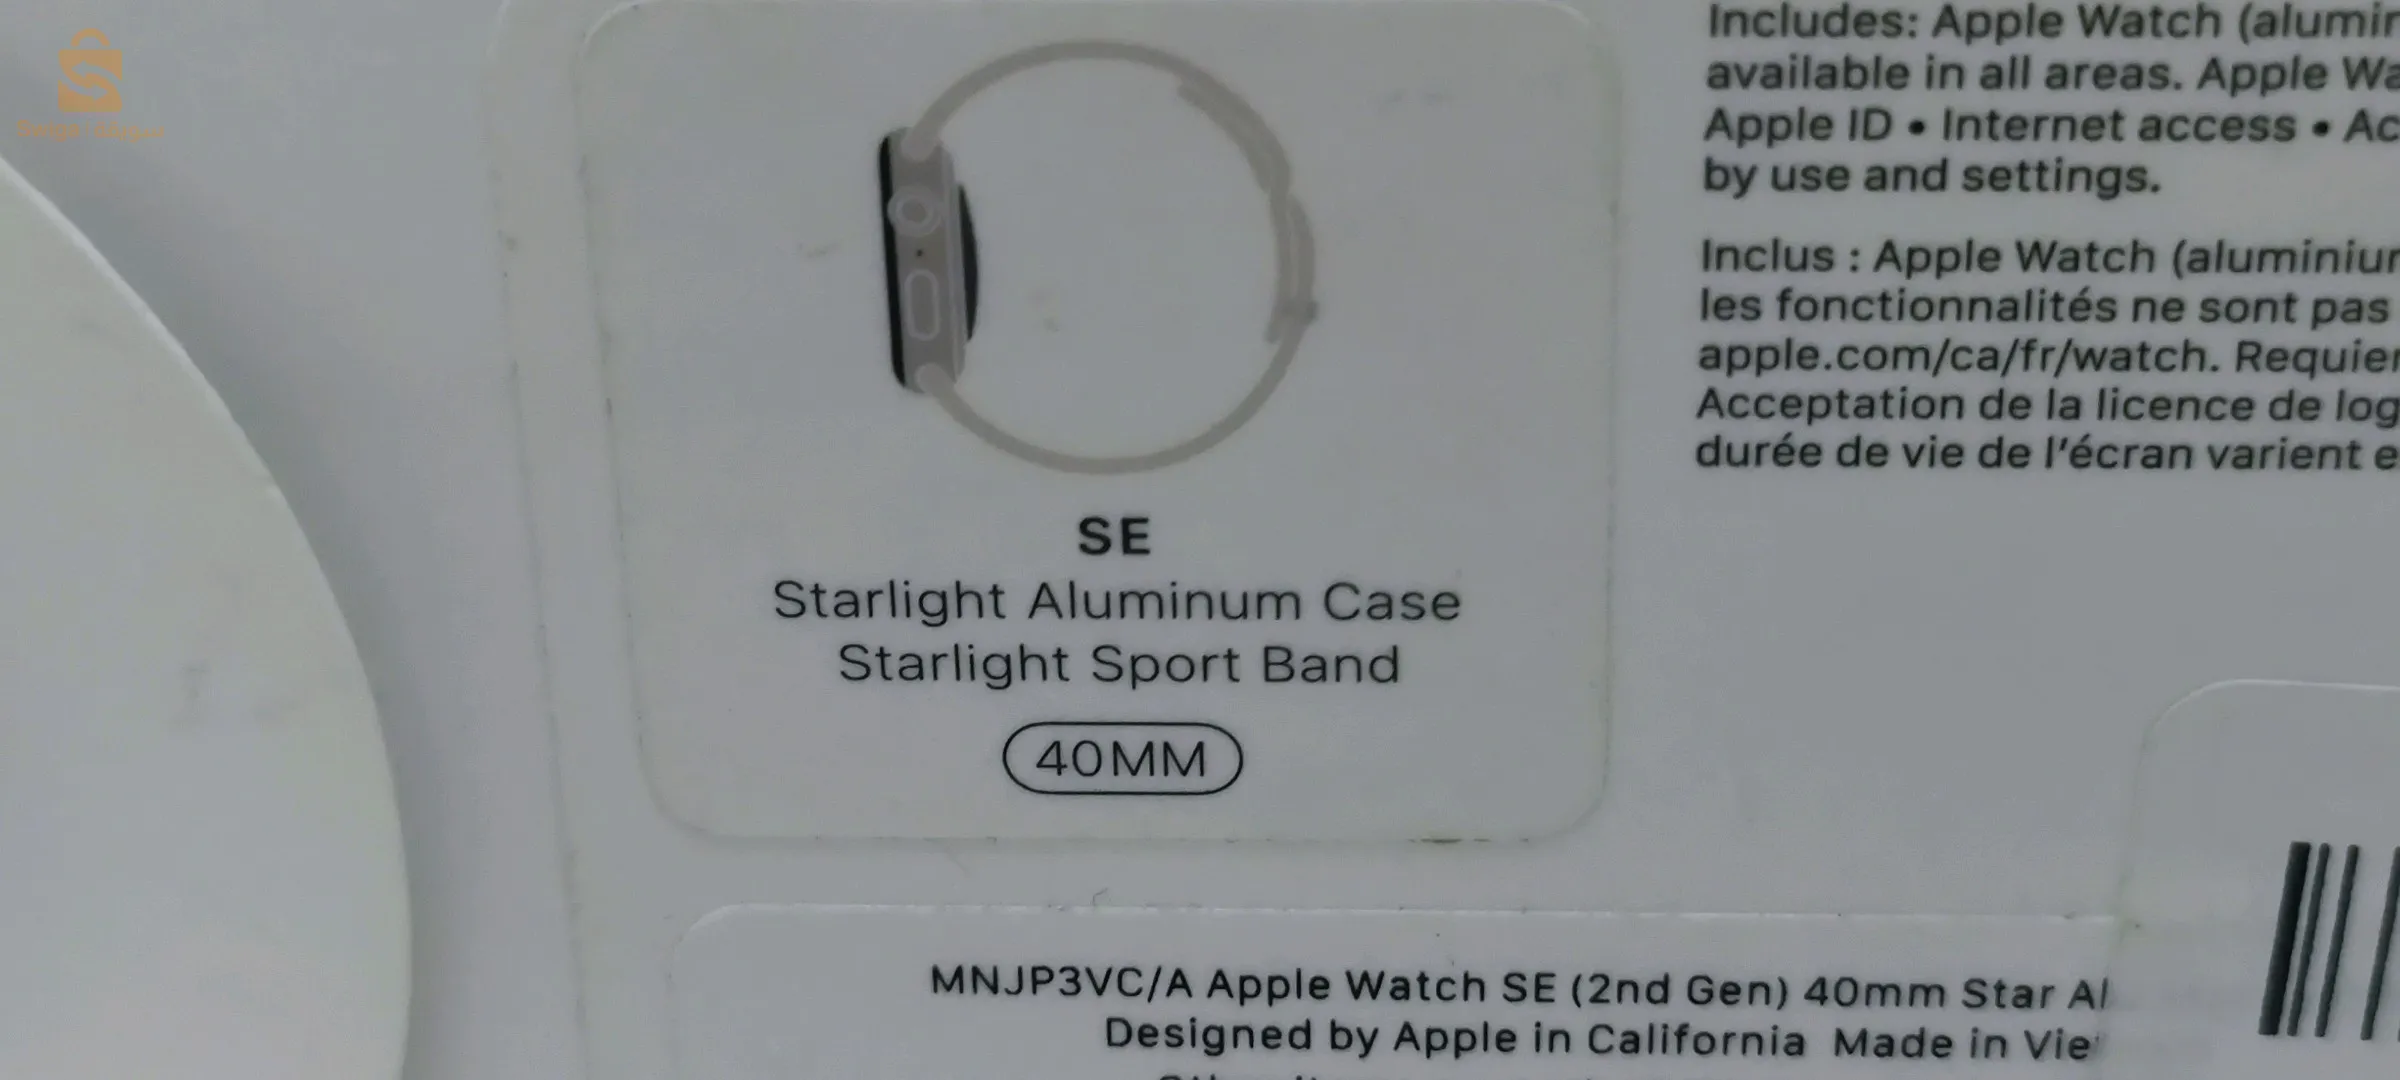 Includes: Apple Watch (alumin
available in all areas. Apple Wa
Apple ID • Internet access • Ac
by use and settings.
Inclus : Apple Watch (aluminiur
les fonctionnalités ne sont pas
apple.com/ca/fr/watch. Requier
Acceptation de la licence de log
durée de vie de l'écran varient e
SE
Starlight Aluminum Case
Starlight Sport Band
40MM
MNJP3VC/A Apple Watch SE (2nd Gen) 40mm Star Al
Designed by Apple in California Made in Vie